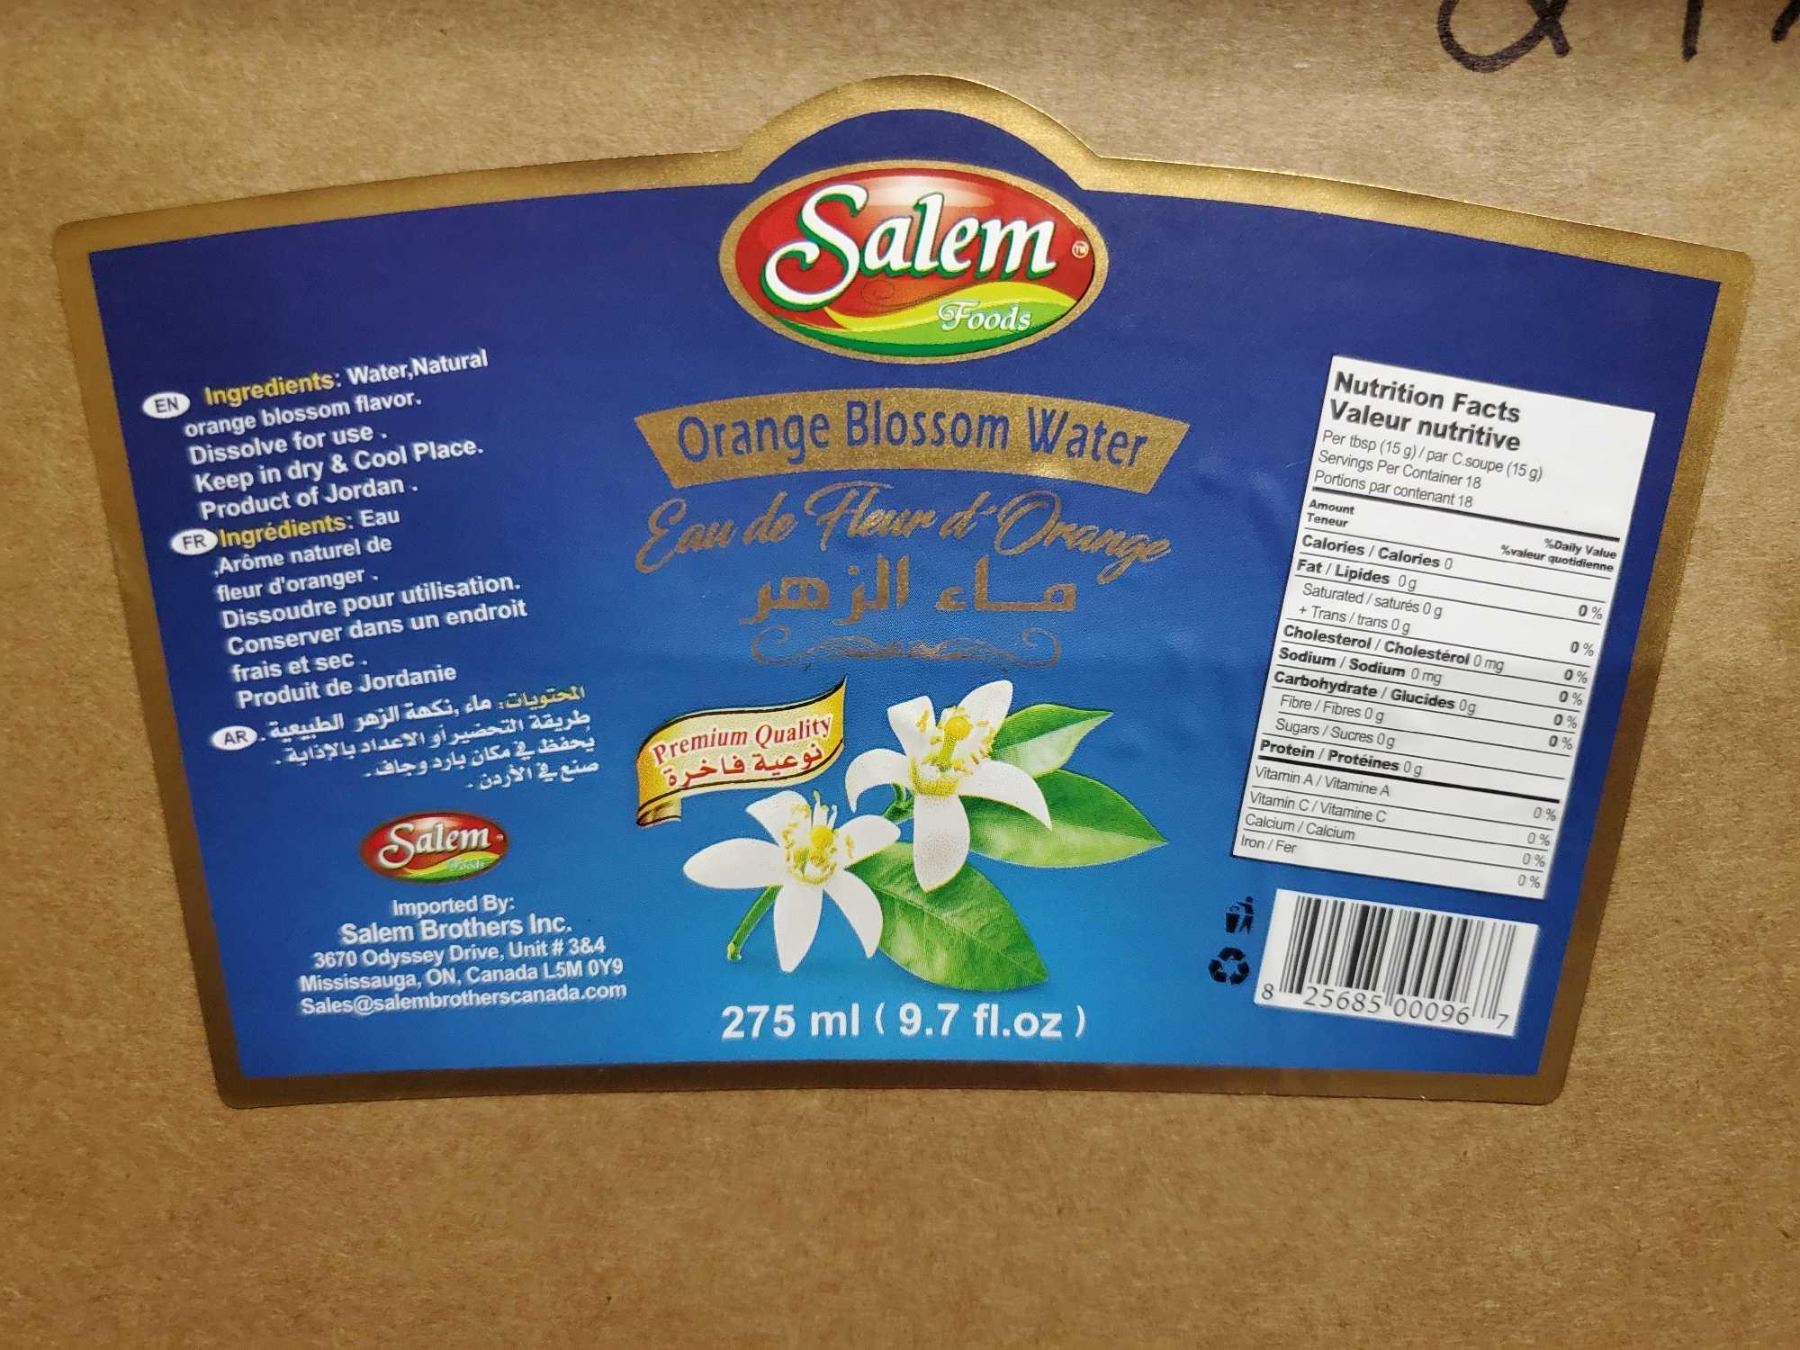 Salem
TM
Foods
Orange Blossom Water
Eau de Fleur d'Orange
ماء الزهر
Premium Quality
نوعية فاخرة
275 ml ( 9.7 fl.oz )
EN Ingredients: Water,Natural
orange blossom flavor.
Dissolve for use .
Keep in dry & Cool Place.
Product of Jordan .
FR Ingrédients: Eau
,Arôme naturel de
fleur d'oranger .
Dissoudre pour utilisation.
Conserver dans un endroit
frais et sec .
Produit de Jordanie
AR المحتويات: ماء ,نكهة الزهر الطبيعية .
طريقة التحضير أو الاعداد بالإذابة .
يحفظ في مكان بارد وجاف .
صنع في الأردن .
Salem
Foods
Imported By:
Salem Brothers Inc.
3670 Odyssey Drive, Unit # 3&4
Mississauga, ON, Canada L5M 0Y9
Sales@salembrotherscanada.com
Nutrition Facts
Valeur nutritive
Per tbsp (15 g) / par C.soupe (15 g)
Servings Per Container 18
Portions par contenant 18
Amount
Teneur
%Daily Value
%valeur quotidienne
Calories / Calories 0
Fat / Lipides 0g 0 %
Saturated / saturés 0 g
+ Trans / trans 0 g 0 %
Cholesterol / Cholestérol 0 mg 0 %
Sodium / Sodium 0 mg 0 %
Carbohydrate / Glucides 0g 0 %
Fibre / Fibres 0 g 0 %
Sugars / Sucres 0g
Protein / Protéines 0 g
Vitamin A / Vitamine A 0 %
Vitamin C / Vitamine C 0 %
Calcium / Calcium 0 %
Iron / Fer 0 %
8 25685 00096 7